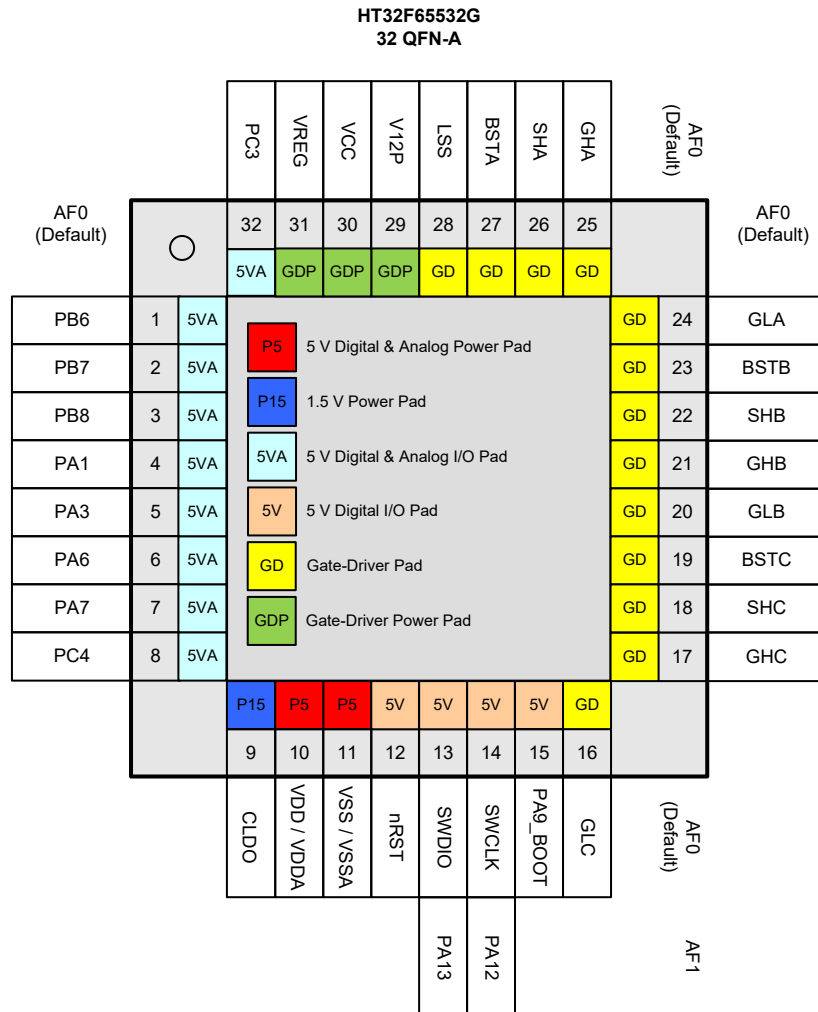 HT32F65532G
32 QFN-A
PC3 VREG VCC V12P LSS BSTA SHA GHA AF0 (Default)
AF0 (Default) 32 31 30 29 28 27 26 25 AF0 (Default)
5VA GDP GDP GDP GD GD GD GD
PB6 1 5VA GD 24 GLA
P5 5 V Digital & Analog Power Pad
PB7 2 5VA GD 23 BSTB
P15 1.5 V Power Pad
PB8 3 5VA GD 22 SHB
5VA 5 V Digital & Analog I/O Pad
PA1 4 5VA GD 21 GHB
5V 5 V Digital I/O Pad
PA3 5 5VA GD 20 GLB
GD Gate-Driver Pad
PA6 6 5VA GD 19 BSTC
GDP Gate-Driver Power Pad
PA7 7 5VA GD 18 SHC
PC4 8 5VA GD 17 GHC
P15 P5 P5 5V 5V 5V 5V GD
9 10 11 12 13 14 15 16
CLDO VDD / VDDA VSS / VSSA nRST SWDIO SWCLK PA9_BOOT GLC AF0 (Default)
PA13 PA12 AF1